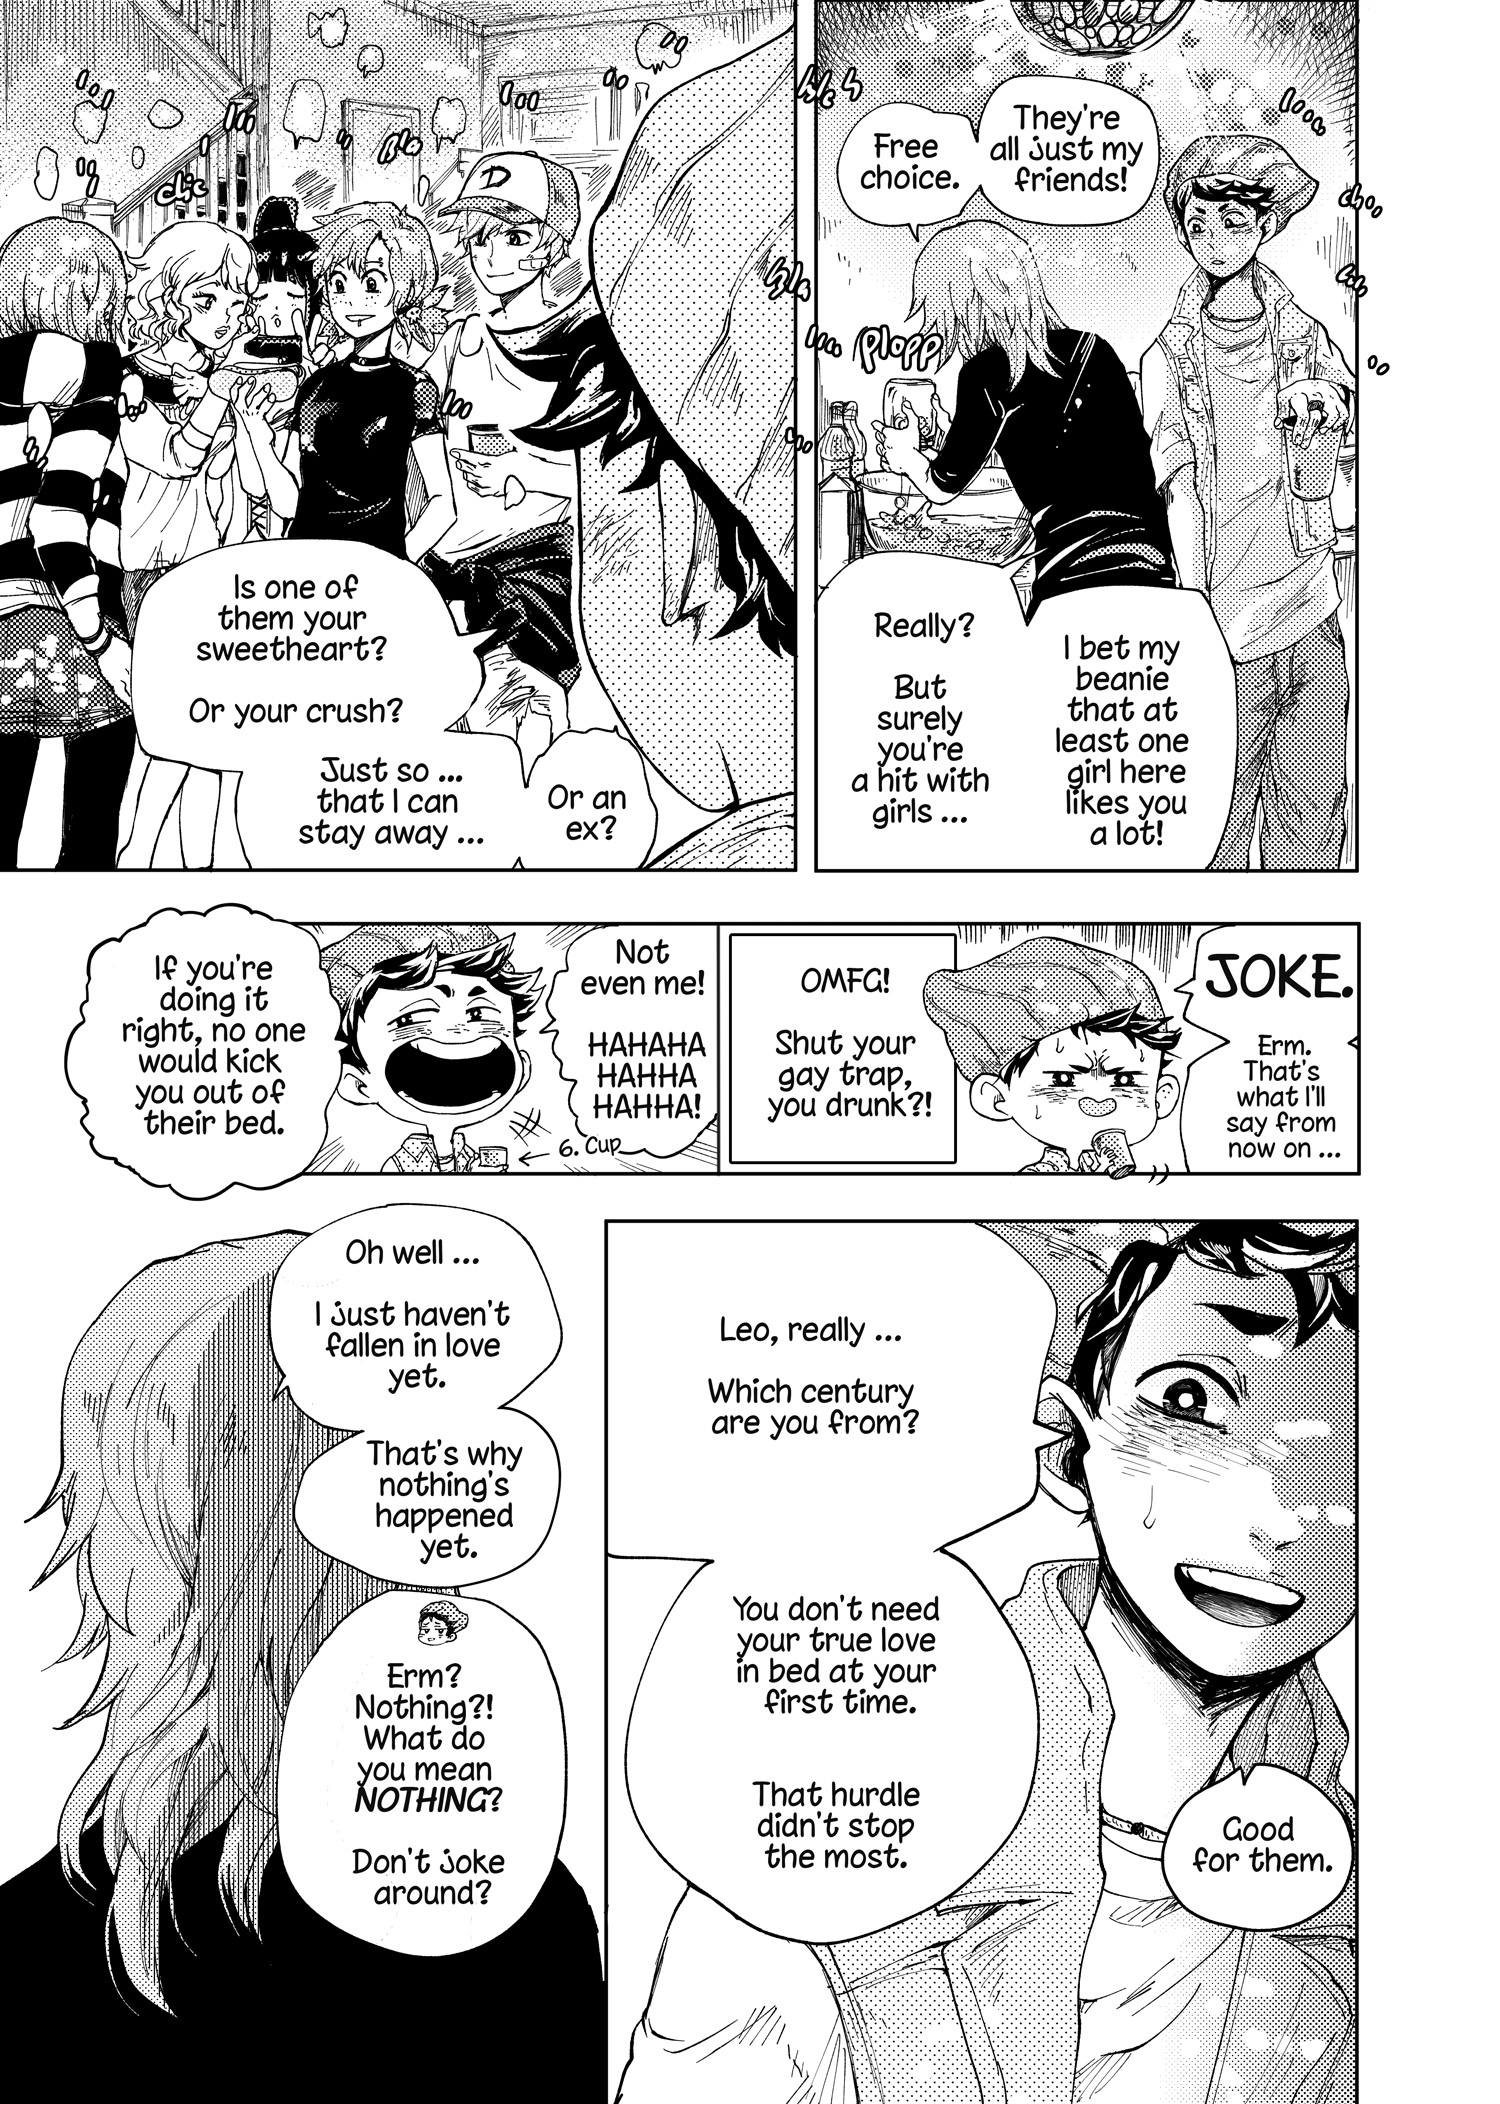 clic
bla
D
Is one of
them your
sweetheart?
Or your crush?
Just so ...
that I can
stay away ...
Or an
ex?
bla
Free
choice.
They're
all just my
friends!
plopp
Really?
But
surely
you're
a hit with
girls ...
I bet my
beanie
that at
least one
girl here
likes you
a lot!
If you're
doing it
right, no one
would kick
you out of
their bed.
Not
even me!
HAHAHA
HAHHA
HAHHA!
6. Cup
OMFG!
Shut your
gay trap,
you drunk?!
JOKE.
Erm.
That's
what I'll
say from
now on ...
Oh well ...
I just haven't
fallen in love
yet.
That's why
nothing's
happened
yet.
Erm?
Nothing?!
What do
you mean
NOTHING?
Don't joke
around?
Leo, really ...
Which century
are you from?
You don't need
your true love
in bed at your
first time.
That hurdle
didn't stop
the most.
Good
for them.